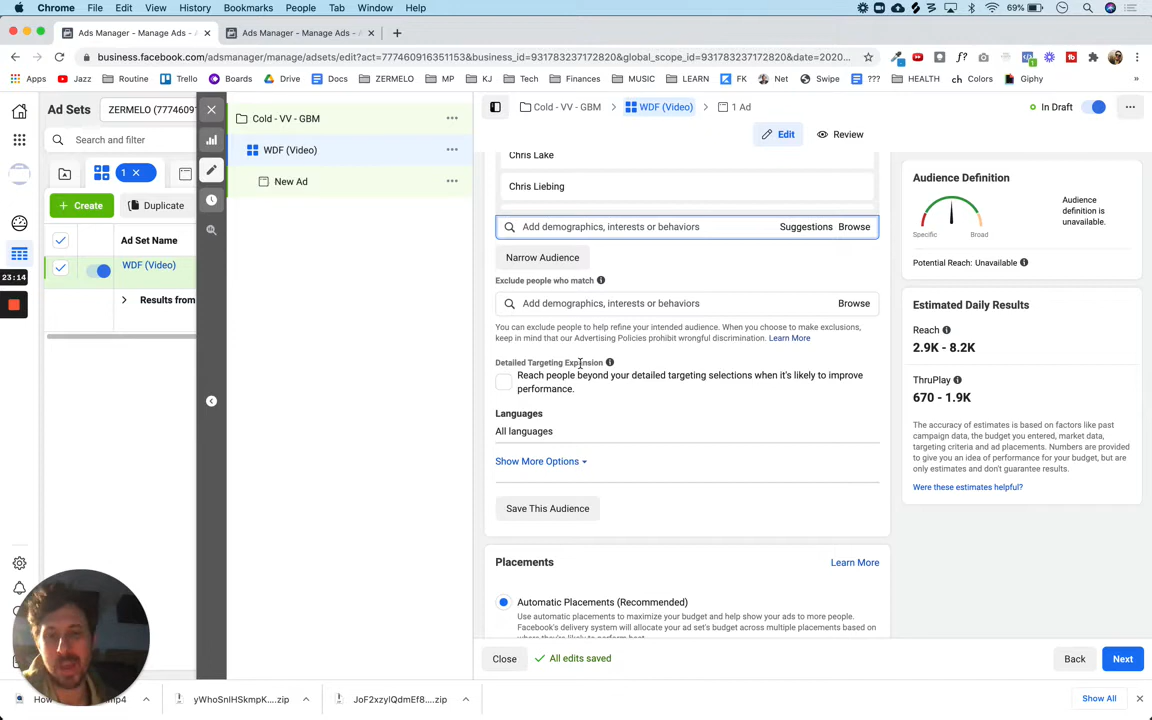 Chrome File Edit View History Bookmarks People Tab Window Help
69%
Ads Manager - Manage Ads -
Ads Manager - Manage Ads -
business.facebook.com/adsmanager/manage/adsets/edit?act=777460916351153&business_id=931783237172820&global_scope_id=931783237172820&date=2020...
Apps Jazz Routine Trello Boards Drive Docs ZERMELO MP KJ Tech Finances MUSIC LEARN FK Net Swipe ??? HEALTH ch Colors Giphy
Ad Sets
ZERMELO (7774609
Search and filter
1
Create
Duplicate
Ad Set Name
WDF (Video)
Results from
23:14
Cold - VV - GBM
WDF (Video)
New Ad
Cold - VV - GBM
WDF (Video)
1 Ad
In Draft
Edit
Review
Chris Lake
Chris Liebing
Add demographics, interests or behaviors
Suggestions
Browse
Narrow Audience
Exclude people who match
Add demographics, interests or behaviors
Browse
You can exclude people to help refine your intended audience. When you choose to make exclusions,
keep in mind that our Advertising Policies prohibit wrongful discrimination. Learn More
Detailed Targeting Expansion
Reach people beyond your detailed targeting selections when it's likely to improve
performance.
Languages
All languages
Show More Options
Save This Audience
Placements
Learn More
Automatic Placements (Recommended)
Use automatic placements to maximize your budget and help show your ads to more people.
Facebook's delivery system will allocate your ad set's budget across multiple placements based on
Close
All edits saved
Back
Next
Audience Definition
Specific
Broad
Audience
definition is
unavailable.
Potential Reach: Unavailable
Estimated Daily Results
Reach
2.9K - 8.2K
ThruPlay
670 - 1.9K
The accuracy of estimates is based on factors like past
campaign data, the budget you entered, market data,
targeting criteria and ad placements. Numbers are provided
to give you an idea of performance for your budget, but are
only estimates and don't guarantee results.
Were these estimates helpful?
yWhoSnIHSkmpK....zip
JoF2xzyIQdmEf8....zip
Show All